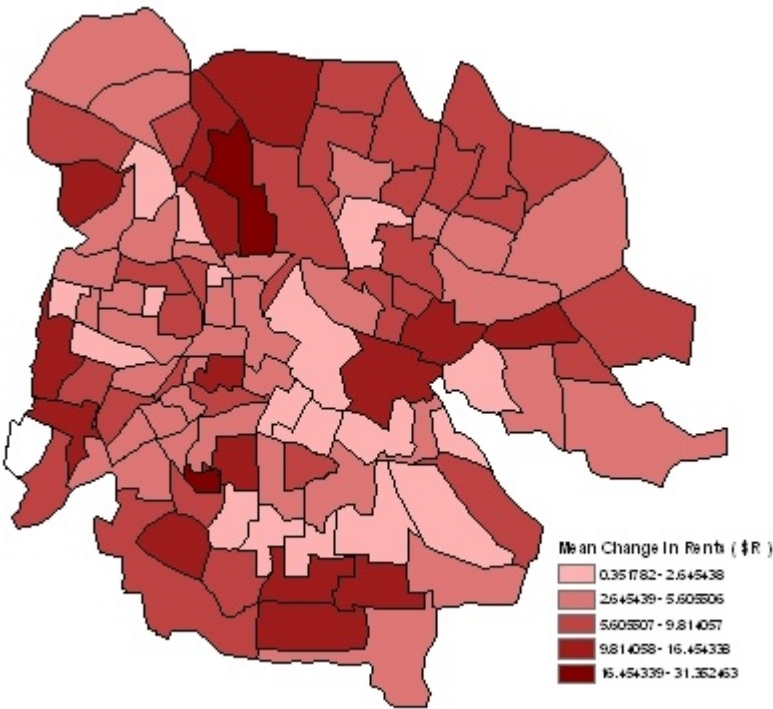 Mean Change in Rents ( $R )
0.351782 - 2.645438
2.645439 - 5.605506
5.605507 - 9.814057
9.814058 - 16.454338
16.454339 - 31.352463